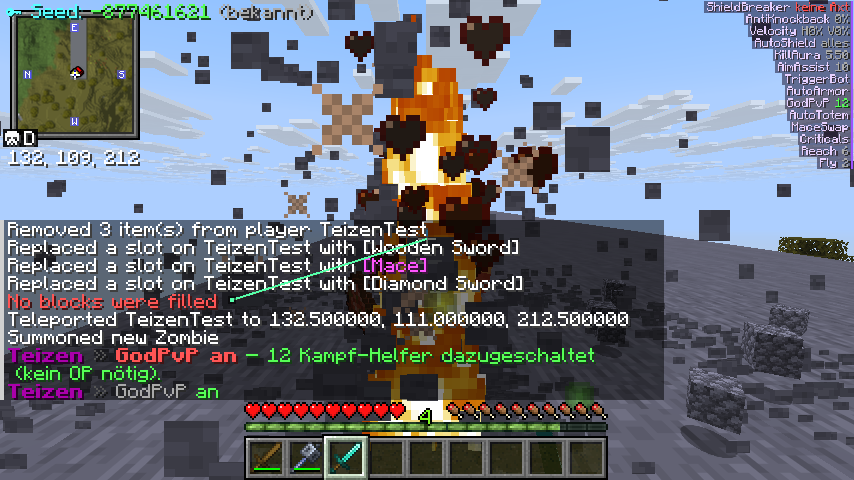 Seed: -877461621 (bekannt)
E
N
S
W
D
132, 109, 212
ShieldBreaker keine Axt
AntiKnockback 0%
Velocity H0% V0%
AutoShield alles
KillAura 5.50
AimAssist 10
TriggerBot
AutoArmor
GodPvP 12
AutoTotem
MaceSwap
Criticals
Reach 6
Fly 2
Removed 3 item(s) from player TeizenTest
Replaced a slot on TeizenTest with [Wooden Sword]
Replaced a slot on TeizenTest with [Mace]
Replaced a slot on TeizenTest with [Diamond Sword]
No blocks were filled
Teleported TeizenTest to 132.500000, 111.000000, 212.500000
Summoned new Zombie
Teizen » GodPvP an – 12 Kampf-Helfer dazugeschaltet
(kein OP nötig).
Teizen » GodPvP an
4